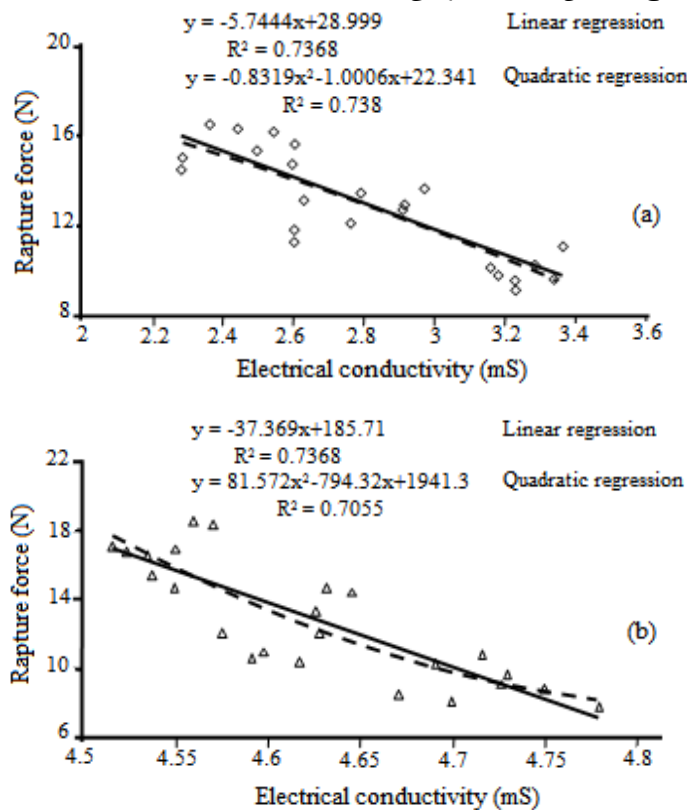 y = -5.7444x+28.999 Linear regression
R² = 0.7368
y = -0.8319x²-1.0006x+22.341 Quadratic regression
R² = 0.738
20
16
12
8
Rapture force (N)
(a)
2 2.2 2.4 2.6 2.8 3 3.2 3.4 3.6
Electrical conductivity (mS)
y = -37.369x+185.71 Linear regression
R² = 0.7368
y = 81.572x²-794.32x+1941.3 Quadratic regression
R² = 0.7055
22
18
14
10
6
Rapture force (N)
(b)
4.5 4.55 4.6 4.65 4.7 4.75 4.8
Electrical conductivity (mS)